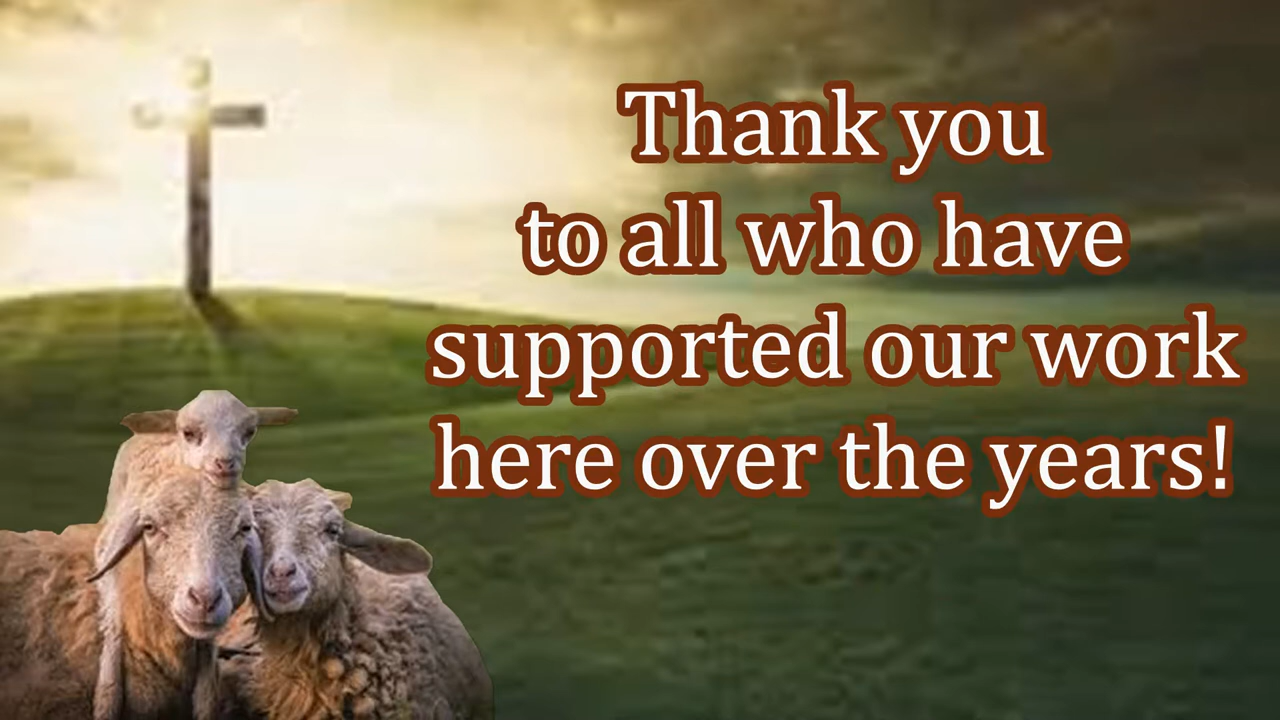 Thank you
to all who have
supported our work
here over the years!